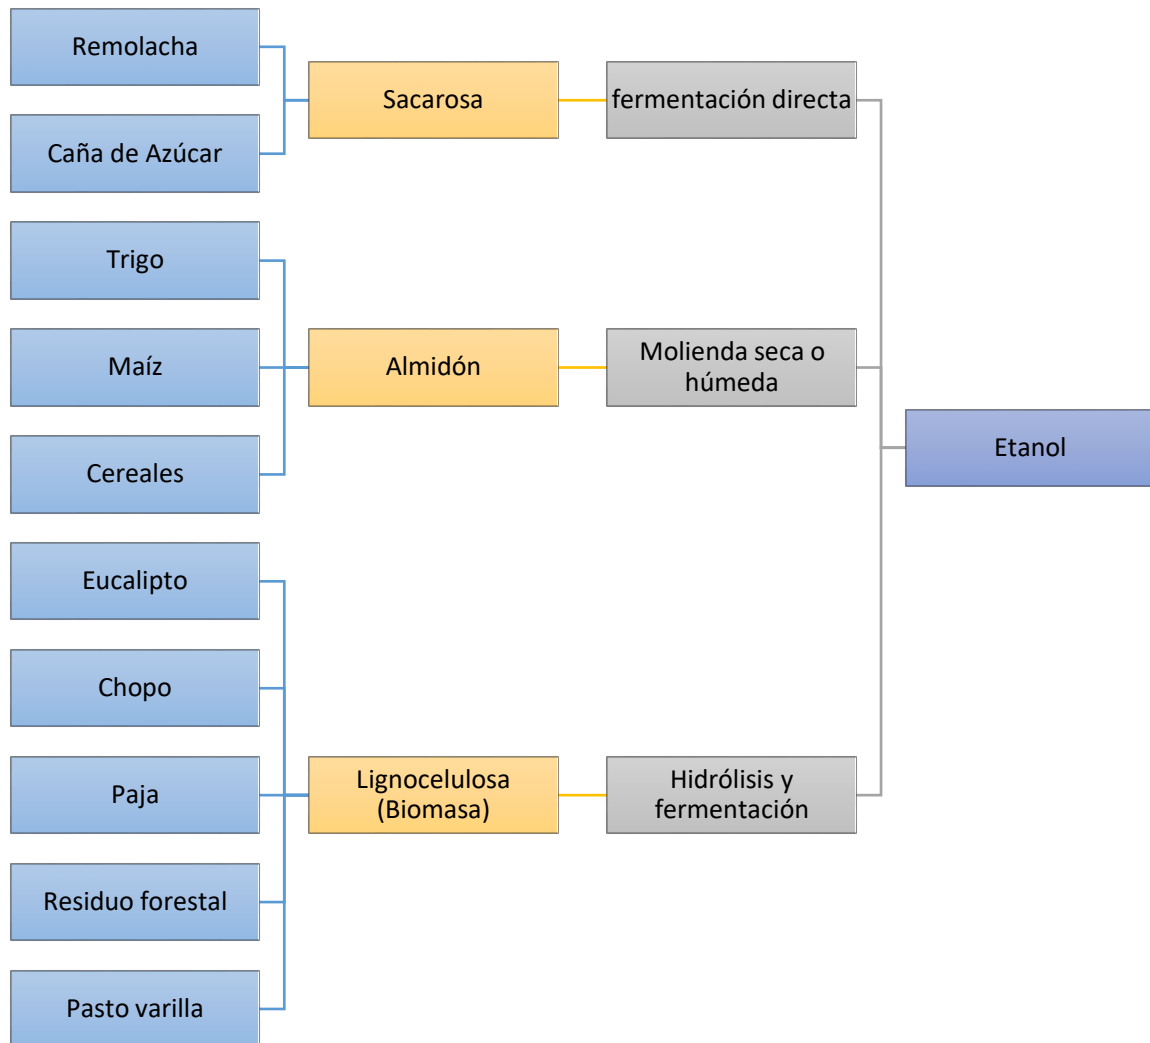 Remolacha
Caña de Azúcar
Sacarosa
fermentación directa
Trigo
Maíz
Cereales
Almidón
Molienda seca o
húmeda
Etanol
Eucalipto
Chopo
Paja
Residuo forestal
Pasto varilla
Lignocelulosa
(Biomasa)
Hidrólisis y
fermentación